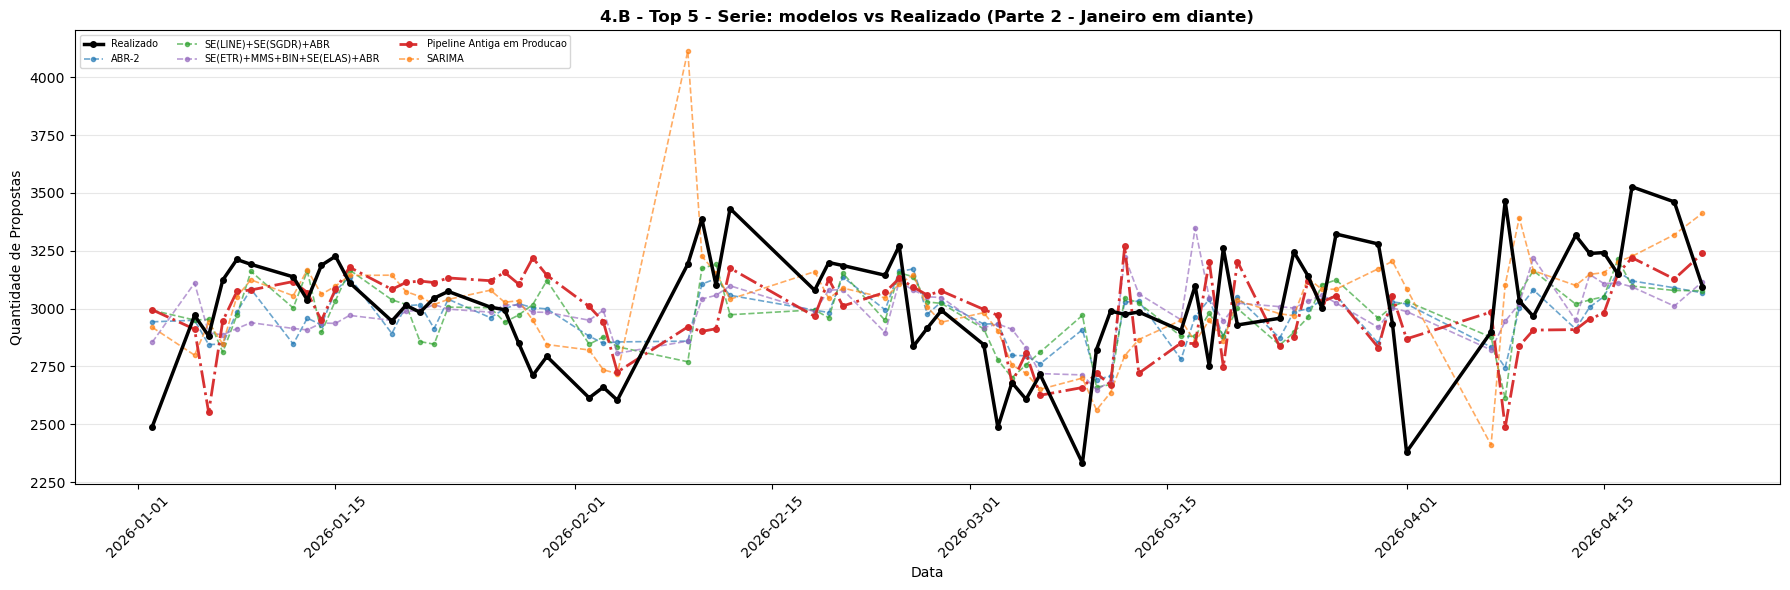 4.B - Top 5 - Serie: modelos vs Realizado (Parte 2 - Janeiro em diante)
Realizado
ABR-2
SE(LINE)+SE(SGDR)+ABR
SE(ETR)+MMS+BIN+SE(ELAS)+ABR
Pipeline Antiga em Producao
SARIMA
Quantidade de Propostas
4000
3750
3500
3250
3000
2750
2500
2250
2026-01-01
2026-01-15
2026-02-01
2026-02-15
2026-03-01
2026-03-15
2026-04-01
2026-04-15
Data